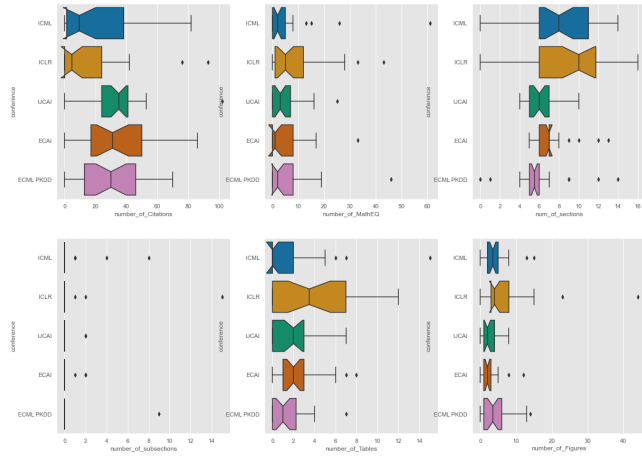 conference
ICML
ICLR
IJCAI
ECAI
ECML PKDD
0 20 40 60 80 100
number_of_Citations
conference
ICML
ICLR
IJCAI
ECAI
ECML PKDD
0 10 20 30 40 50 60
number_of_MathEQ
conference
ICML
ICLR
IJCAI
ECAI
ECML PKDD
0 2 4 6 8 10 12 14 16
num_of_sections
conference
ICML
ICLR
IJCAI
ECAI
ECML PKDD
0 2 4 6 8 10 12 14
number_of_subsections
conference
ICML
ICLR
IJCAI
ECAI
ECML PKDD
0 2 4 6 8 10 12 14
number_of_Tables
conference
ICML
ICLR
IJCAI
ECAI
ECML PKDD
0 10 20 30 40
number_of_Figures